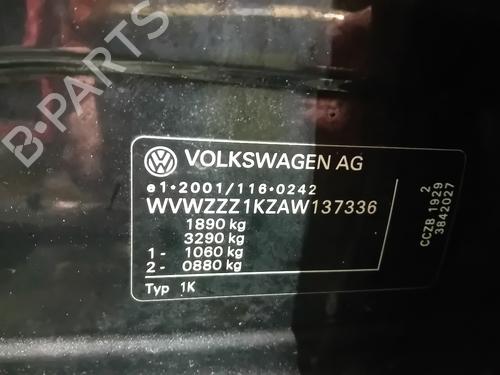 B-PARTS
VOLKSWAGEN AG
e1*2001/116*0242
WVWZZZ1KZAW137336
1890 kg
3290 kg
1- 1060 kg
2- 0880 kg
Typ 1K
2
CCZB 1929
3842027